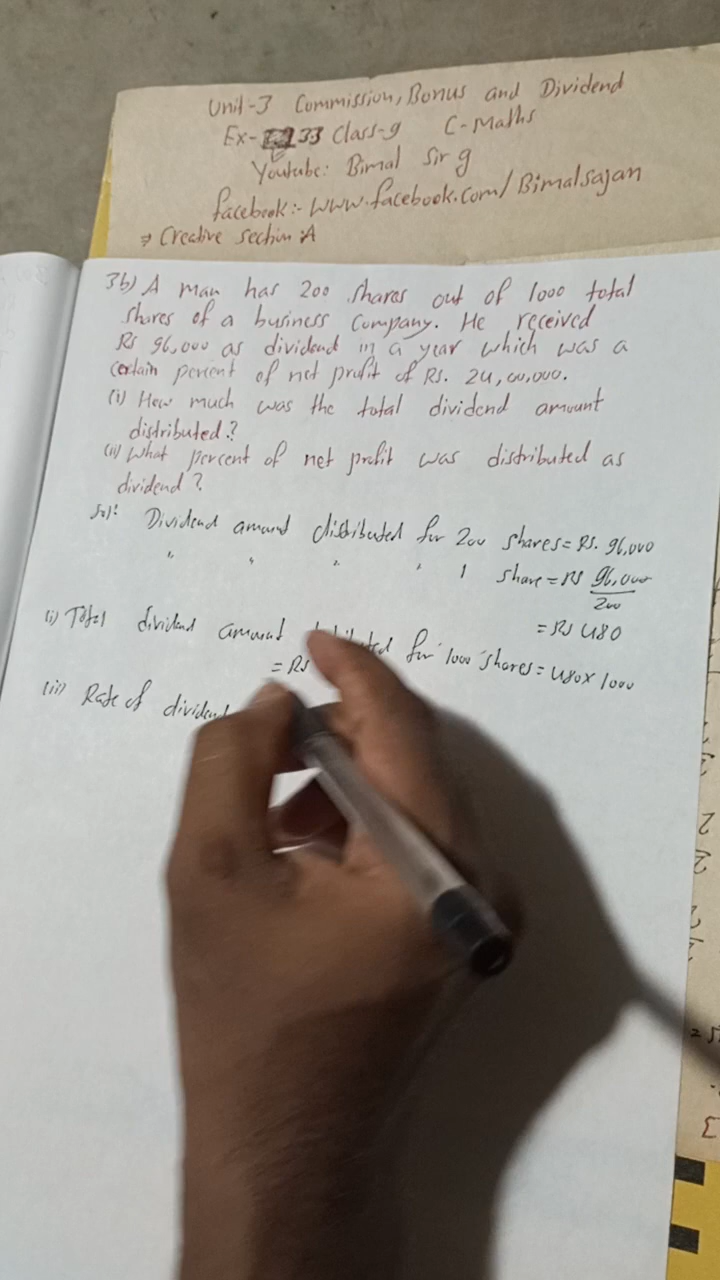 Unit-3 Commission, Bonus and Dividend
Ex- 33 Class-9 C-Maths
Youtube: Bimal Sir g
facebook:- www.facebook.com/Bimalsajan
⇒ Creative section: A
3b) A man has 200 shares out of 1000 total
shares of a business Company. He received
Rs 96,000 as dividend in a year which was a
certain percent of net profit of Rs. 24,00,000.
(i) How much was the total dividend amount
distributed?
(ii) What percent of net profit was distributed as
dividend?
Sol: Dividend amount distributed for 200 shares = Rs. 96,000
" " " " 1 share = Rs 96,000
200
= Rs 480
(i) Total dividend amount for 1000 shares = 480 × 1000
= Rs
(ii) Rate of dividend